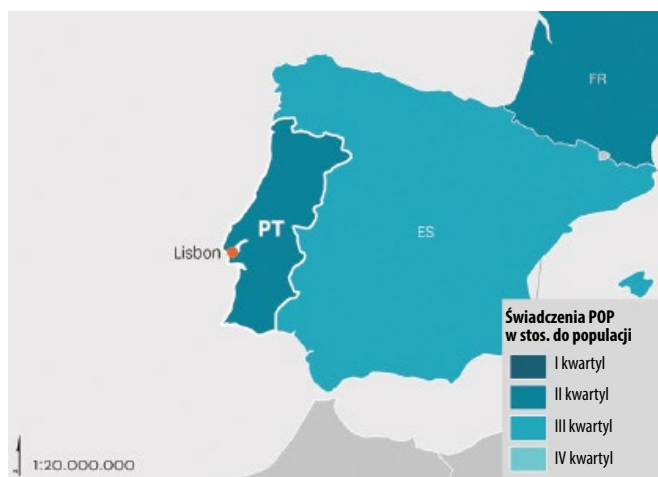 FR
PT
Lisbon
ES
Świadczenia POP
w stos. do populacji
I kwartyl
II kwartyl
III kwartyl
IV kwartyl
1:20.000.000